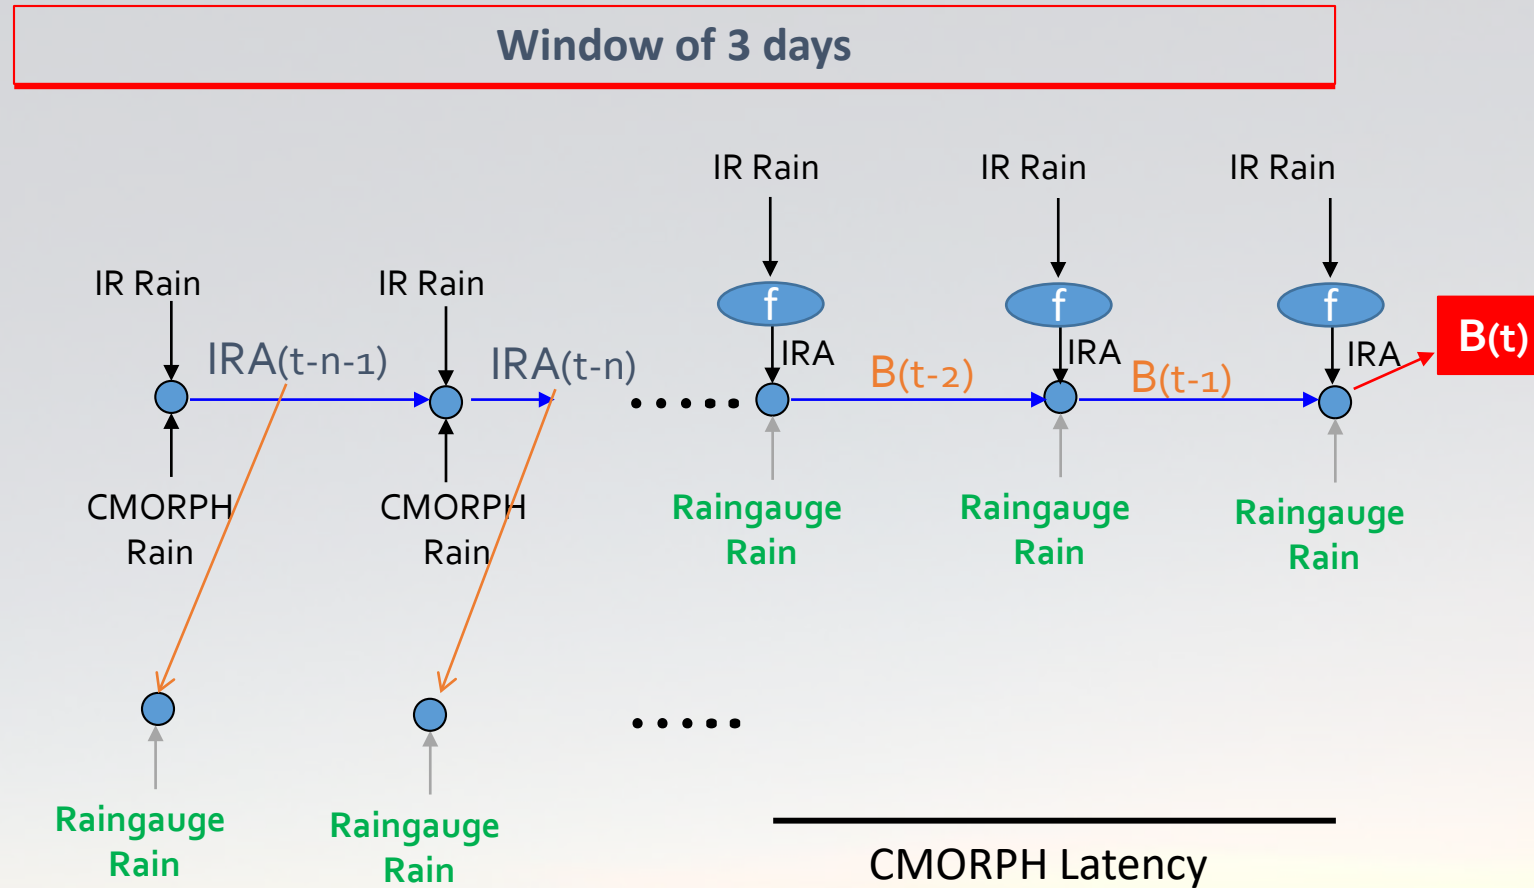 Window of 3 days
IR Rain
IR Rain
IR Rain
IR Rain
IR Rain
f
f
f
IRA(t-n-1)
IRA(t-n)
IRA
IRA
IRA
B(t-2)
B(t-1)
B(t)
.....
CMORPH
Rain
CMORPH
Rain
Raingauge
Rain
Raingauge
Rain
Raingauge
Rain
.....
Raingauge
Rain
Raingauge
Rain
CMORPH Latency